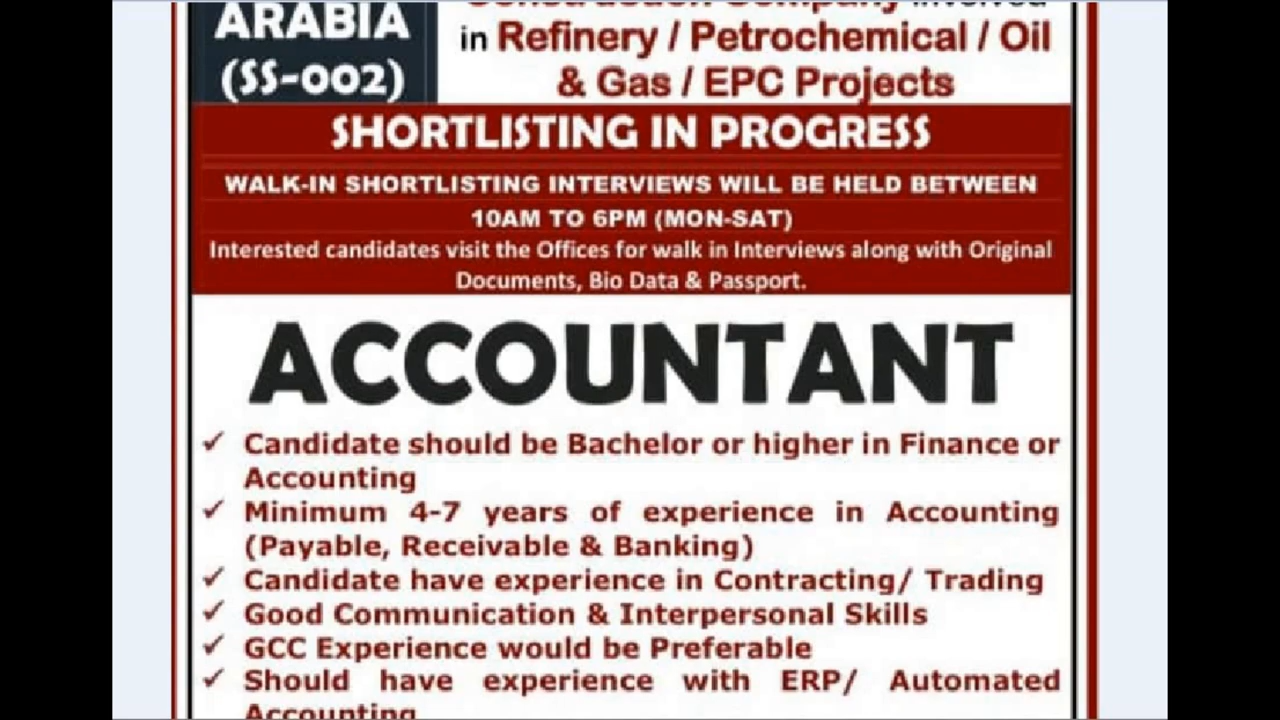 ARABIA
(SS-002)
Construction Company involved
in Refinery / Petrochemical / Oil
& Gas / EPC Projects
SHORTLISTING IN PROGRESS
WALK-IN SHORTLISTING INTERVIEWS WILL BE HELD BETWEEN
10AM TO 6PM (MON-SAT)
Interested candidates visit the Offices for walk in Interviews along with Original
Documents, Bio Data & Passport.
ACCOUNTANT
✓ Candidate should be Bachelor or higher in Finance or
Accounting
✓ Minimum 4-7 years of experience in Accounting
(Payable, Receivable & Banking)
✓ Candidate have experience in Contracting/ Trading
✓ Good Communication & Interpersonal Skills
✓ GCC Experience would be Preferable
✓ Should have experience with ERP/ Automated
Accounting